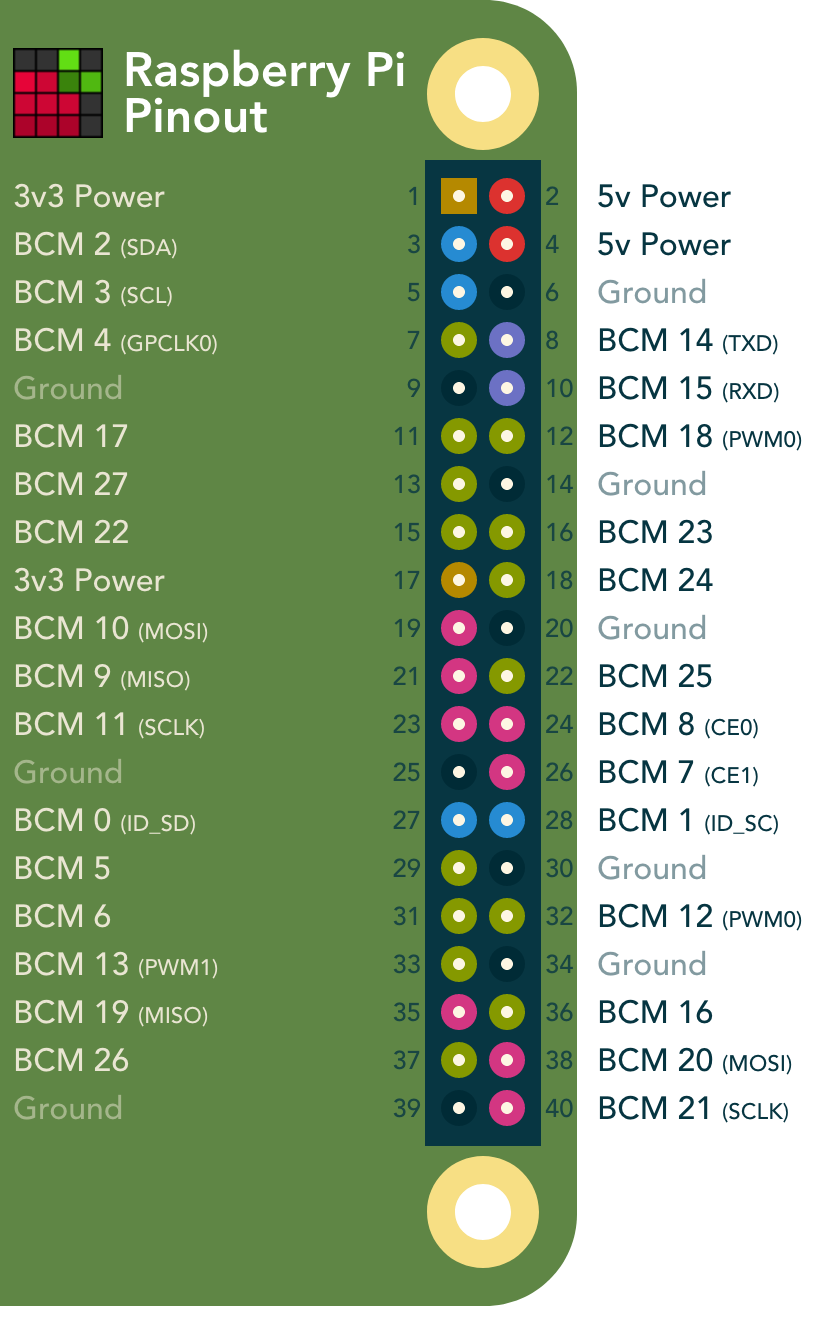 Raspberry Pi
Pinout
3v3 Power 1 2 5v Power
BCM 2 (SDA) 3 4 5v Power
BCM 3 (SCL) 5 6 Ground
BCM 4 (GPCLK0) 7 8 BCM 14 (TXD)
Ground 9 10 BCM 15 (RXD)
BCM 17 11 12 BCM 18 (PWM0)
BCM 27 13 14 Ground
BCM 22 15 16 BCM 23
3v3 Power 17 18 BCM 24
BCM 10 (MOSI) 19 20 Ground
BCM 9 (MISO) 21 22 BCM 25
BCM 11 (SCLK) 23 24 BCM 8 (CE0)
Ground 25 26 BCM 7 (CE1)
BCM 0 (ID_SD) 27 28 BCM 1 (ID_SC)
BCM 5 29 30 Ground
BCM 6 31 32 BCM 12 (PWM0)
BCM 13 (PWM1) 33 34 Ground
BCM 19 (MISO) 35 36 BCM 16
BCM 26 37 38 BCM 20 (MOSI)
Ground 39 40 BCM 21 (SCLK)